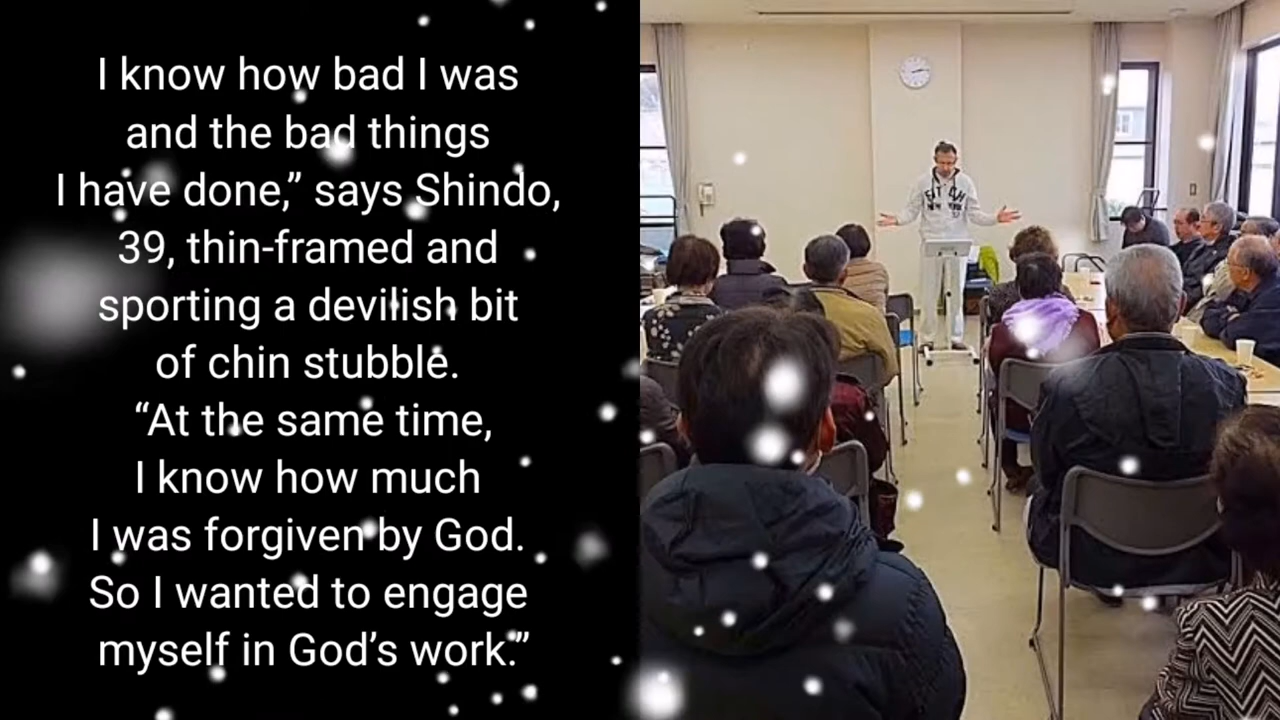 I know how bad I was
and the bad things
I have done,” says Shindo,
39, thin-framed and
sporting a devilish bit
of chin stubble.
“At the same time,
I know how much
I was forgiven by God.
So I wanted to engage
myself in God’s work.”